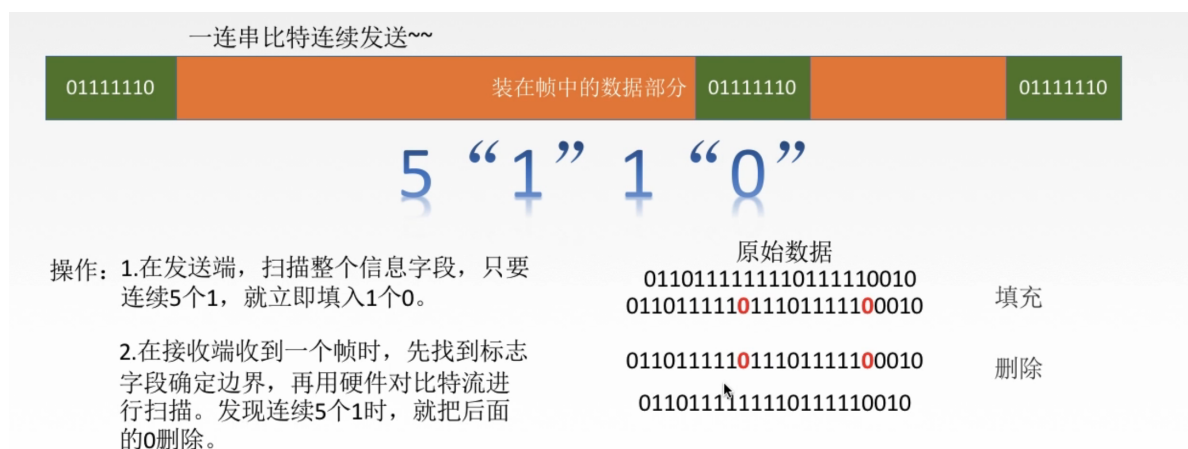 一连串比特连续发送~~
01111110 装在帧中的数据部分 01111110 01111110
5 “1” 1 “0”
操作：1.在发送端，扫描整个信息字段，只要
连续5个1，就立即填入1个0。
2.在接收端收到一个帧时，先找到标志
字段确定边界，再用硬件对比特流进
行扫描。发现连续5个1时，就把后面
的0删除。
原始数据
0110111111110111110010
011011111011101111100010 填充
011011111011101111100010 删除
0110111111110111110010